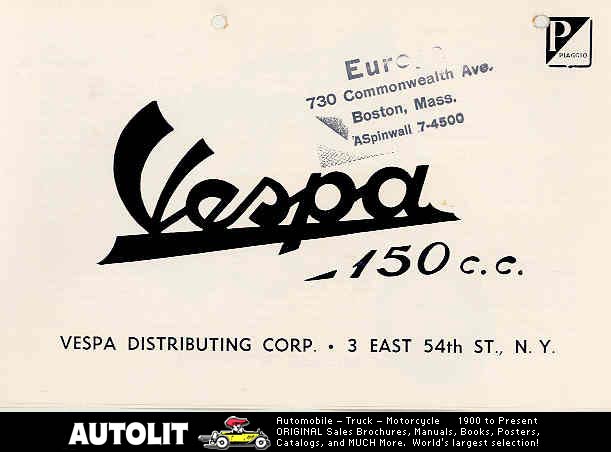 P
PIAGGIO
730 Commonwealth Ave.
Boston, Mass.
ASpinwall 7-4500
Vespa
150 c.c.
VESPA DISTRIBUTING CORP. • 3 EAST 54th ST., N. Y.
AUTOLIT
Automobile – Truck – Motorcycle 1900 to Present
ORIGINAL Sales Brochures, Manuals, Books, Posters,
Catalogs, and MUCH More. World's largest selection!